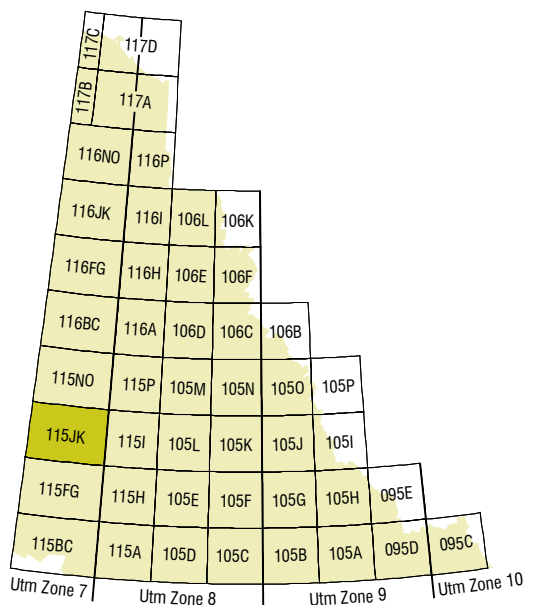 117C 117D
117B 117A
116NO 116P
116JK 116I 106L 106K
116FG 116H 106E 106F
116BC 116A 106D 106C 106B
115NO 115P 105M 105N 105O 105P
115JK 115I 105L 105K 105J 105I
115FG 115H 105E 105F 105G 105H 095E
115BC 115A 105D 105C 105B 105A 095D 095C
Utm Zone 7 Utm Zone 8 Utm Zone 9 Utm Zone 10